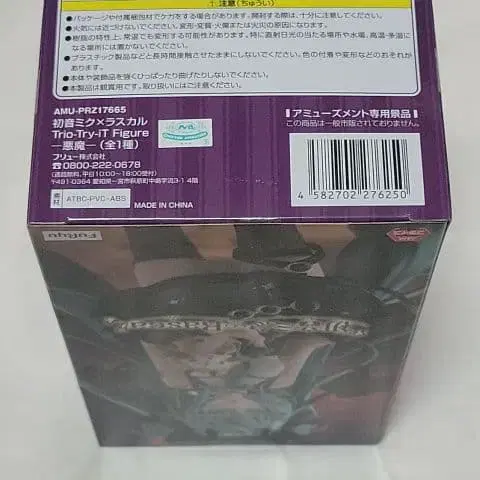 ⚠注意(ちゅうい)
●パッケージや付属梱包材でケガをする場合があります。開封する際は、十分に注意してください。
●火気には近づけないでください。変形・変質・火傷または火災の原因になります。
●樹脂の特性上、常温でも変形する可能性があります。特に直射日光の当たる場所や水場、高温・多湿になる場所には置かないでください。
●プラスチック製品などと長時間接触させたままにしないでください。色の付着や変形などのおそれがあります。
●本体や装飾品を強くひっぱったり曲げたりしないでください。
●本製品は観賞用です。取り扱いにはご注意ください。
AMU-PRZ17665
初音ミク×ラスカル
Trio-Try-iT Figure
―悪魔―(全1種)
フリュー株式会社
☎0800-222-0678
(通話無料、平日10:00~18:00受付)
〒491-0364 愛知県一宮市萩原町中島字流3-14階
素材 ATBC-PVC・ABS
MADE IN CHINA
●アミューズメント専用景品
この商品は一般市販されておりません。
4 582702 276250
FuRyu